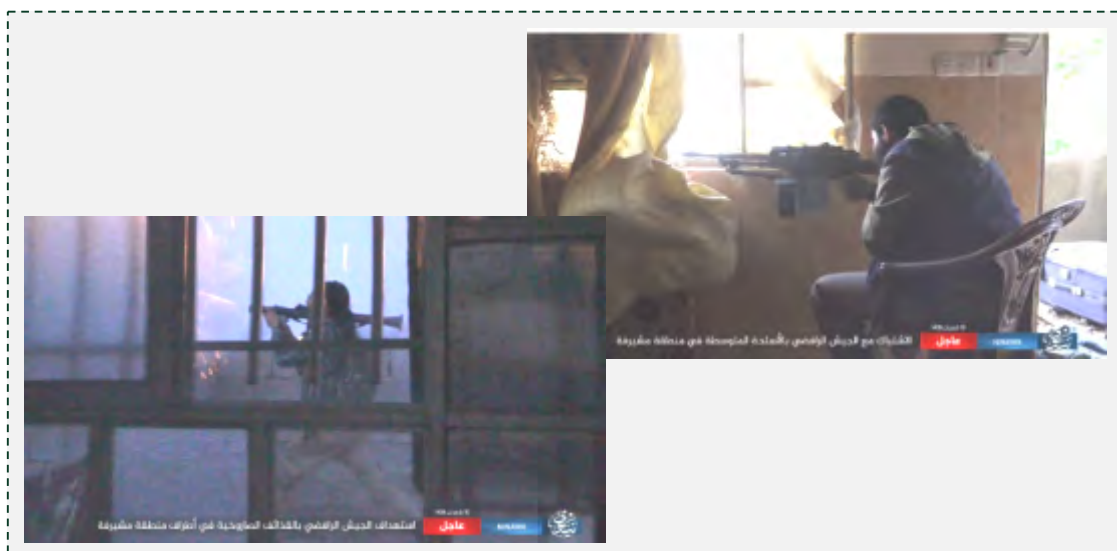 الاشتباك مع الجيش الرافضي بالأسلحة المتوسطة في منطقة مشيرفة
عاجل
استهداف الجيش الرافضي بالقذائف الصاروخية في أطراف منطقة مشيرفة
عاجل